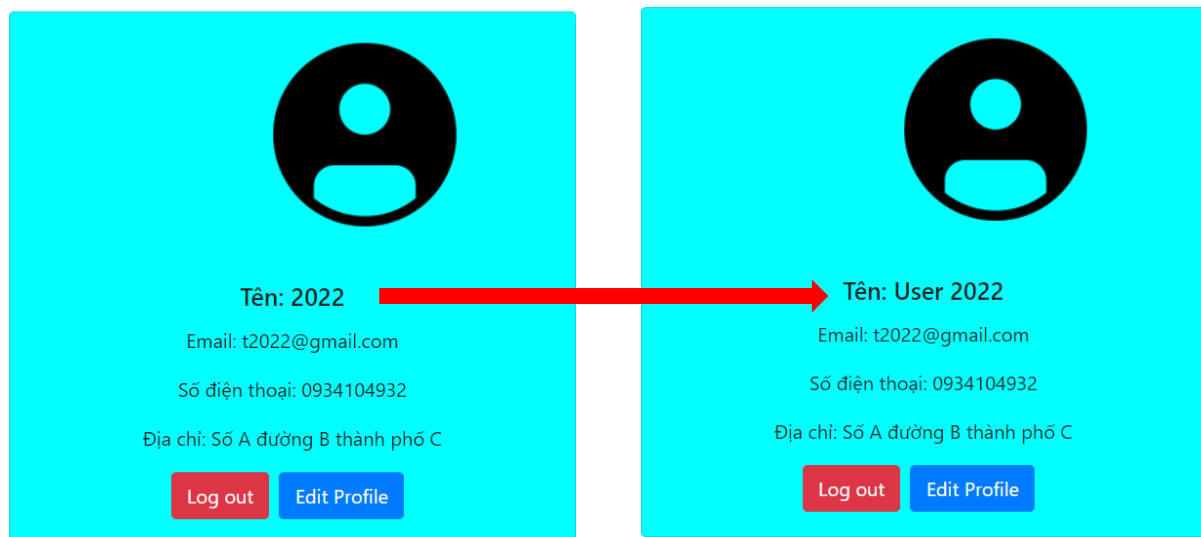 Tên: 2022
Email: t2022@gmail.com
Số điện thoại: 0934104932
Địa chỉ: Số A đường B thành phố C
Log out
Edit Profile
Tên: User 2022
Email: t2022@gmail.com
Số điện thoại: 0934104932
Địa chỉ: Số A đường B thành phố C
Log out
Edit Profile